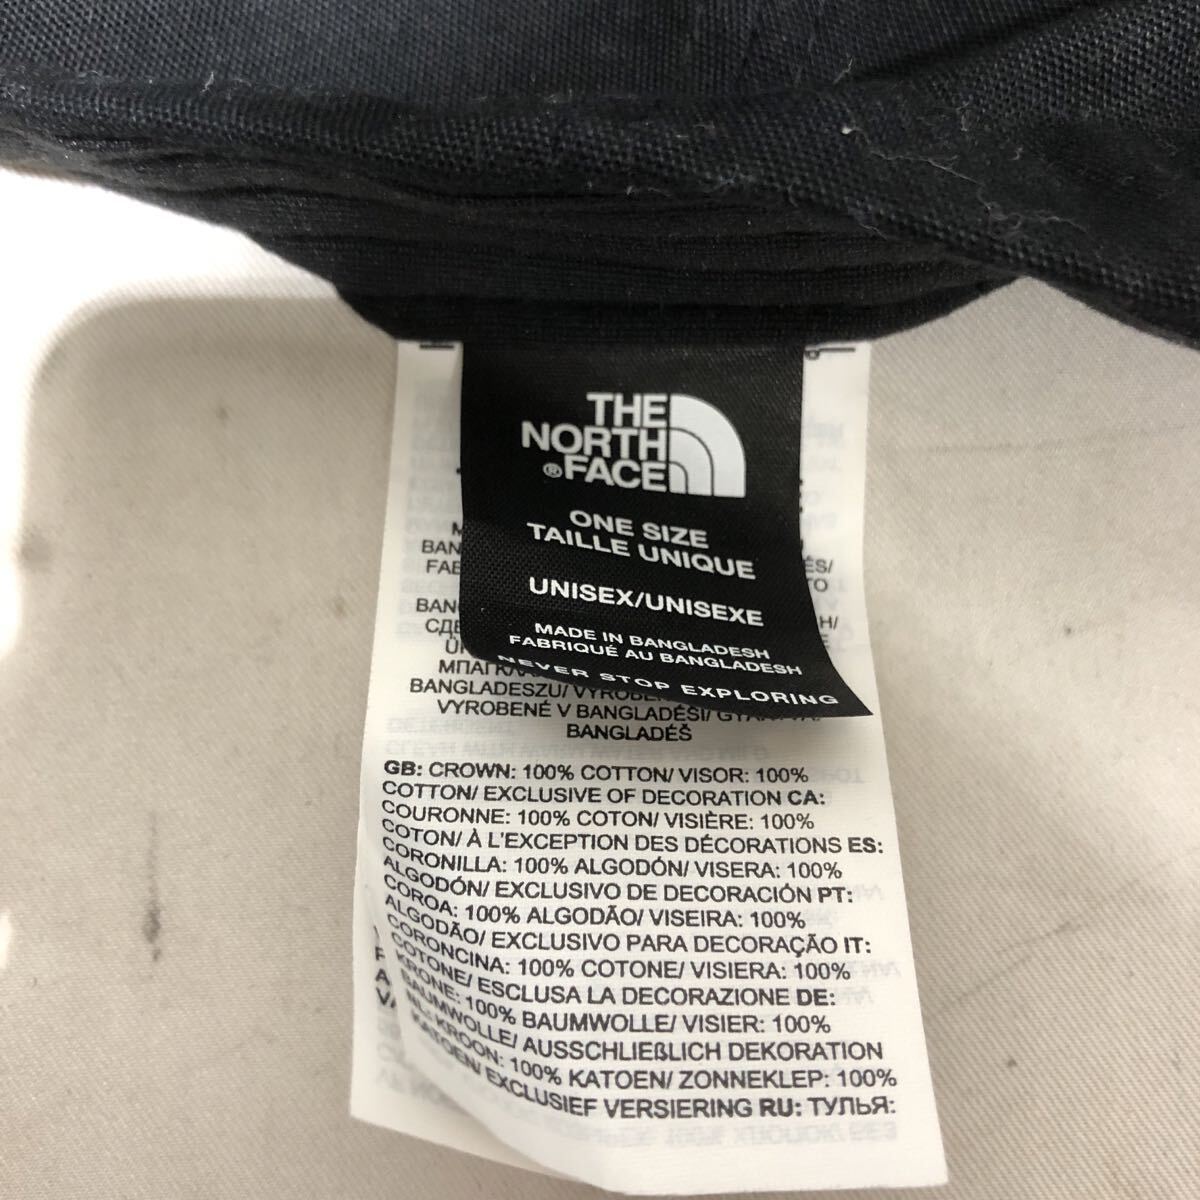 THE
NORTH
®FACE
ONE SIZE
TAILLE UNIQUE
UNISEX/UNISEXE
MADE IN BANGLADESH
FABRIQUÉ AU BANGLADESH
NEVER STOP EXPLORING
BANGLADESZU/
VYROBENÉ V BANGLADÉSI/
BANGLADÉŠ
GB: CROWN: 100% COTTON/ VISOR: 100%
COTTON/ EXCLUSIVE OF DECORATION CA:
COURONNE: 100% COTON/ VISIÈRE: 100%
COTON/ À L'EXCEPTION DES DÉCORATIONS ES:
CORONILLA: 100% ALGODÓN/ VISERA: 100%
ALGODÓN/ EXCLUSIVO DE DECORACIÓN PT:
COROA: 100% ALGODÃO/ VISEIRA: 100%
ALGODÃO/ EXCLUSIVO PARA DECORAÇÃO IT:
CORONCINA: 100% COTONE/ VISIERA: 100%
COTONE/ ESCLUSA LA DECORAZIONE DE:
KRONE: 100% BAUMWOLLE/ VISIER: 100%
BAUMWOLLE/ AUSSCHLIEßLICH DEKORATION
NL: KROON: 100% KATOEN/ ZONNEKLEP: 100%
KATOEN/ EXCLUSIEF VERSIERING RU: ТУЛЬЯ: